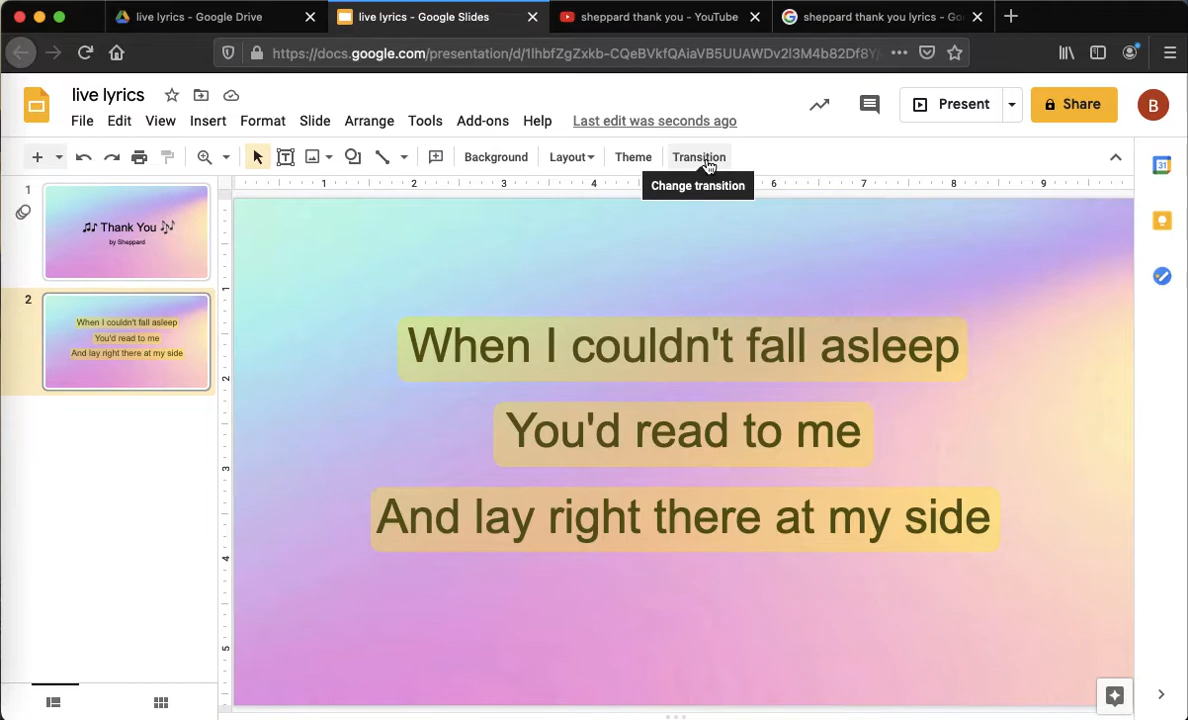 live lyrics - Google Drive
live lyrics - Google Slides
sheppard thank you - YouTube
sheppard thank you lyrics - Go
https://docs.google.com/presentation/d/1lhbfZgZxkb-CQeBVkfQAiaVB5UUAWDv2l3M4b82Df8Y/
live lyrics
Present
Share
B
File Edit View Insert Format Slide Arrange Tools Add-ons Help Last edit was seconds ago
Background Layout Theme Transition
Change transition
31
1 2 3 4 6 7 8 9
1
2
3
4
5
1
Thank You
by Sheppard
2
When I couldn't fall asleep
You'd read to me
And lay right there at my side
When I couldn't fall asleep
You'd read to me
And lay right there at my side